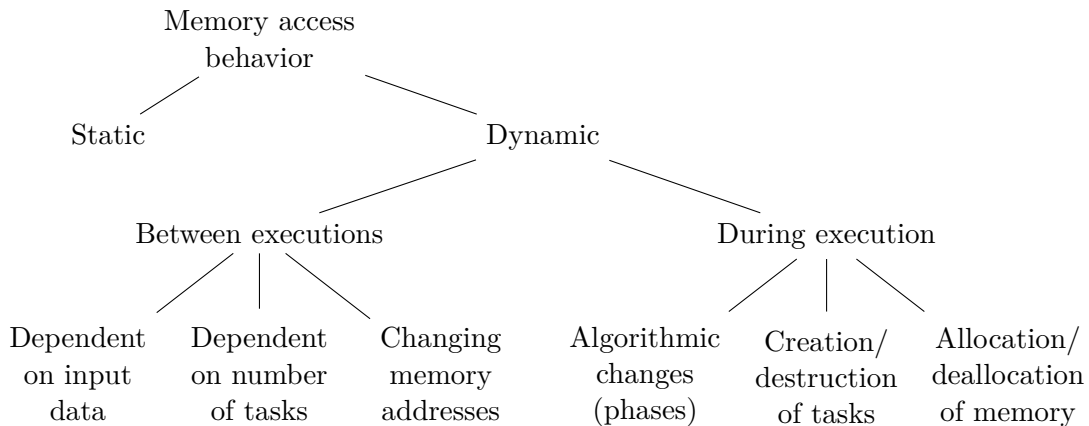 Memory access
behavior
Static
Dynamic
Between executions
During execution
Dependent
on input
data
Dependent
on number
of tasks
Changing
memory
addresses
Algorithmic
changes
(phases)
Creation/
destruction
of tasks
Allocation/
deallocation
of memory